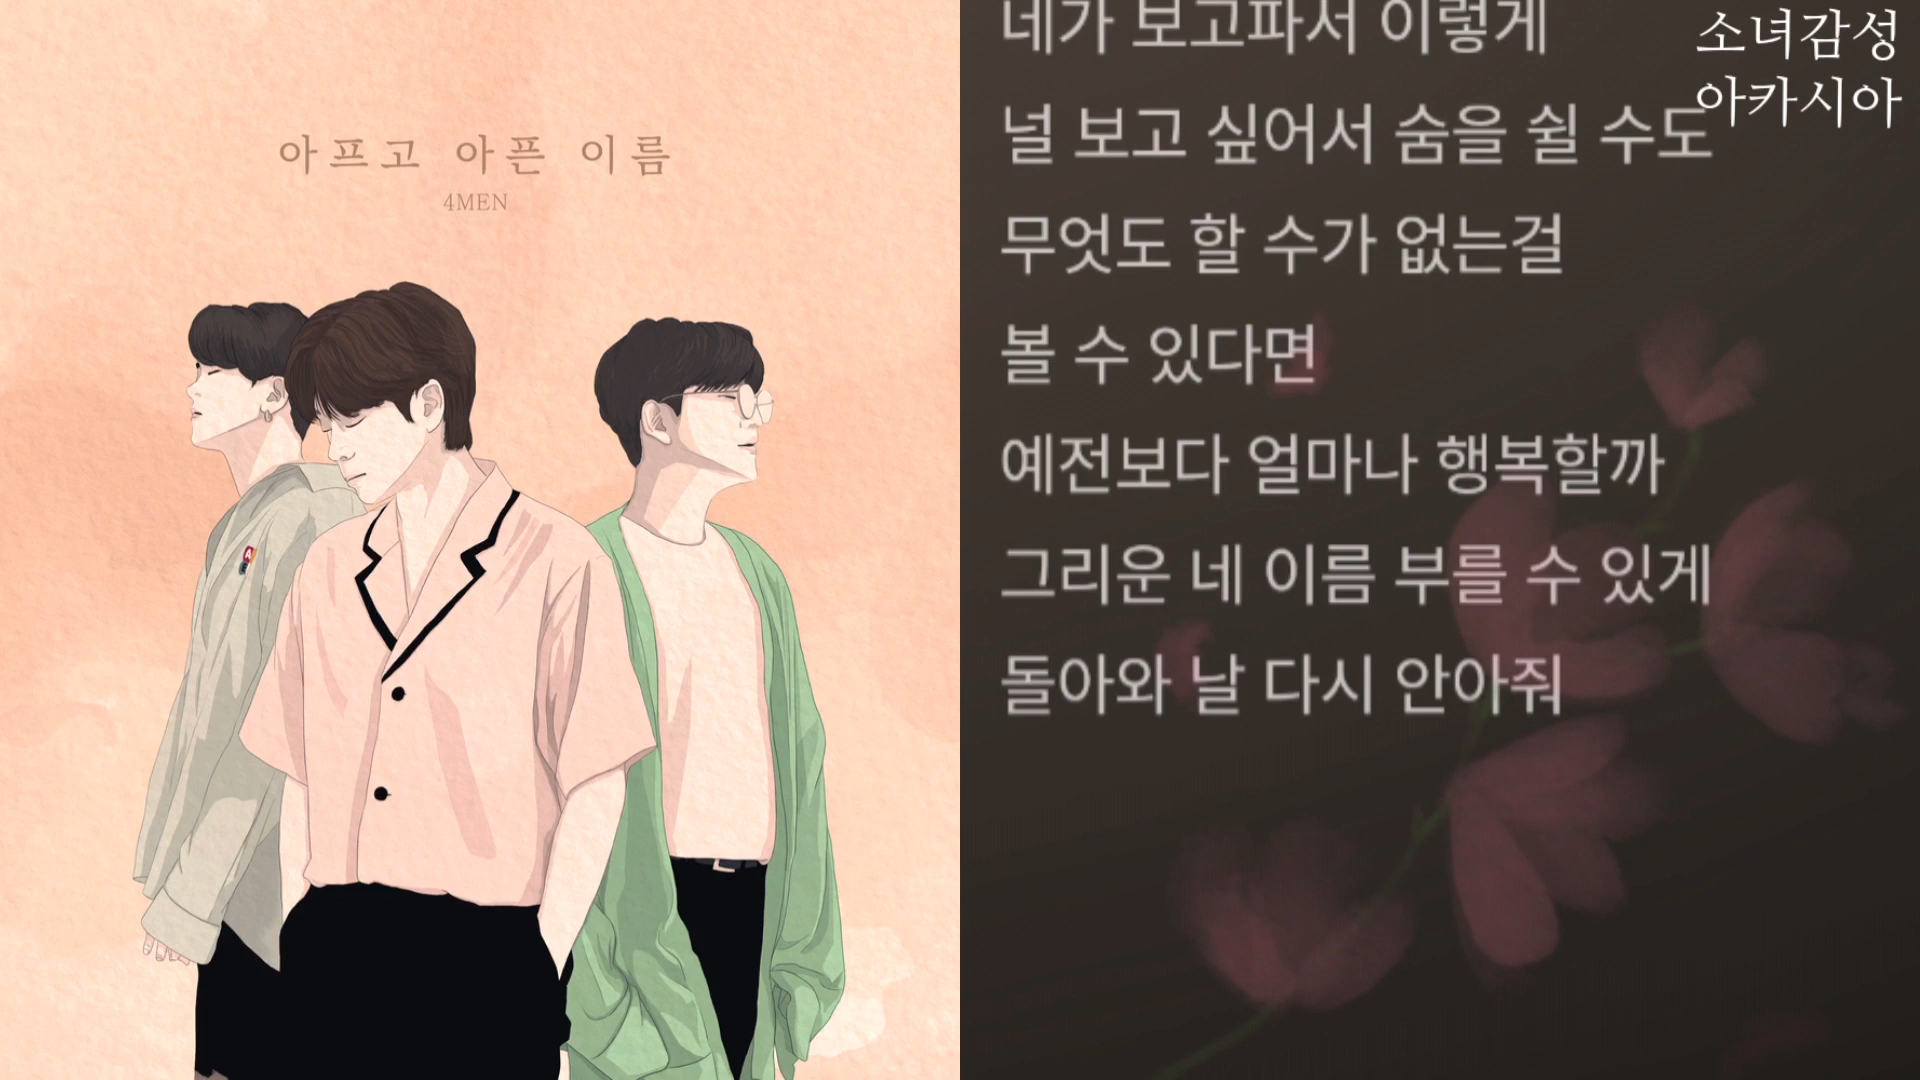 아프고 아픈 이름
4MEN
네가 보고파서 이렇게
널 보고 싶어서 숨을 쉴 수도
무엇도 할 수가 없는걸
볼 수 있다면
예전보다 얼마나 행복할까
그리운 네 이름 부를 수 있게
돌아와 날 다시 안아줘
소녀감성
아카시아
A